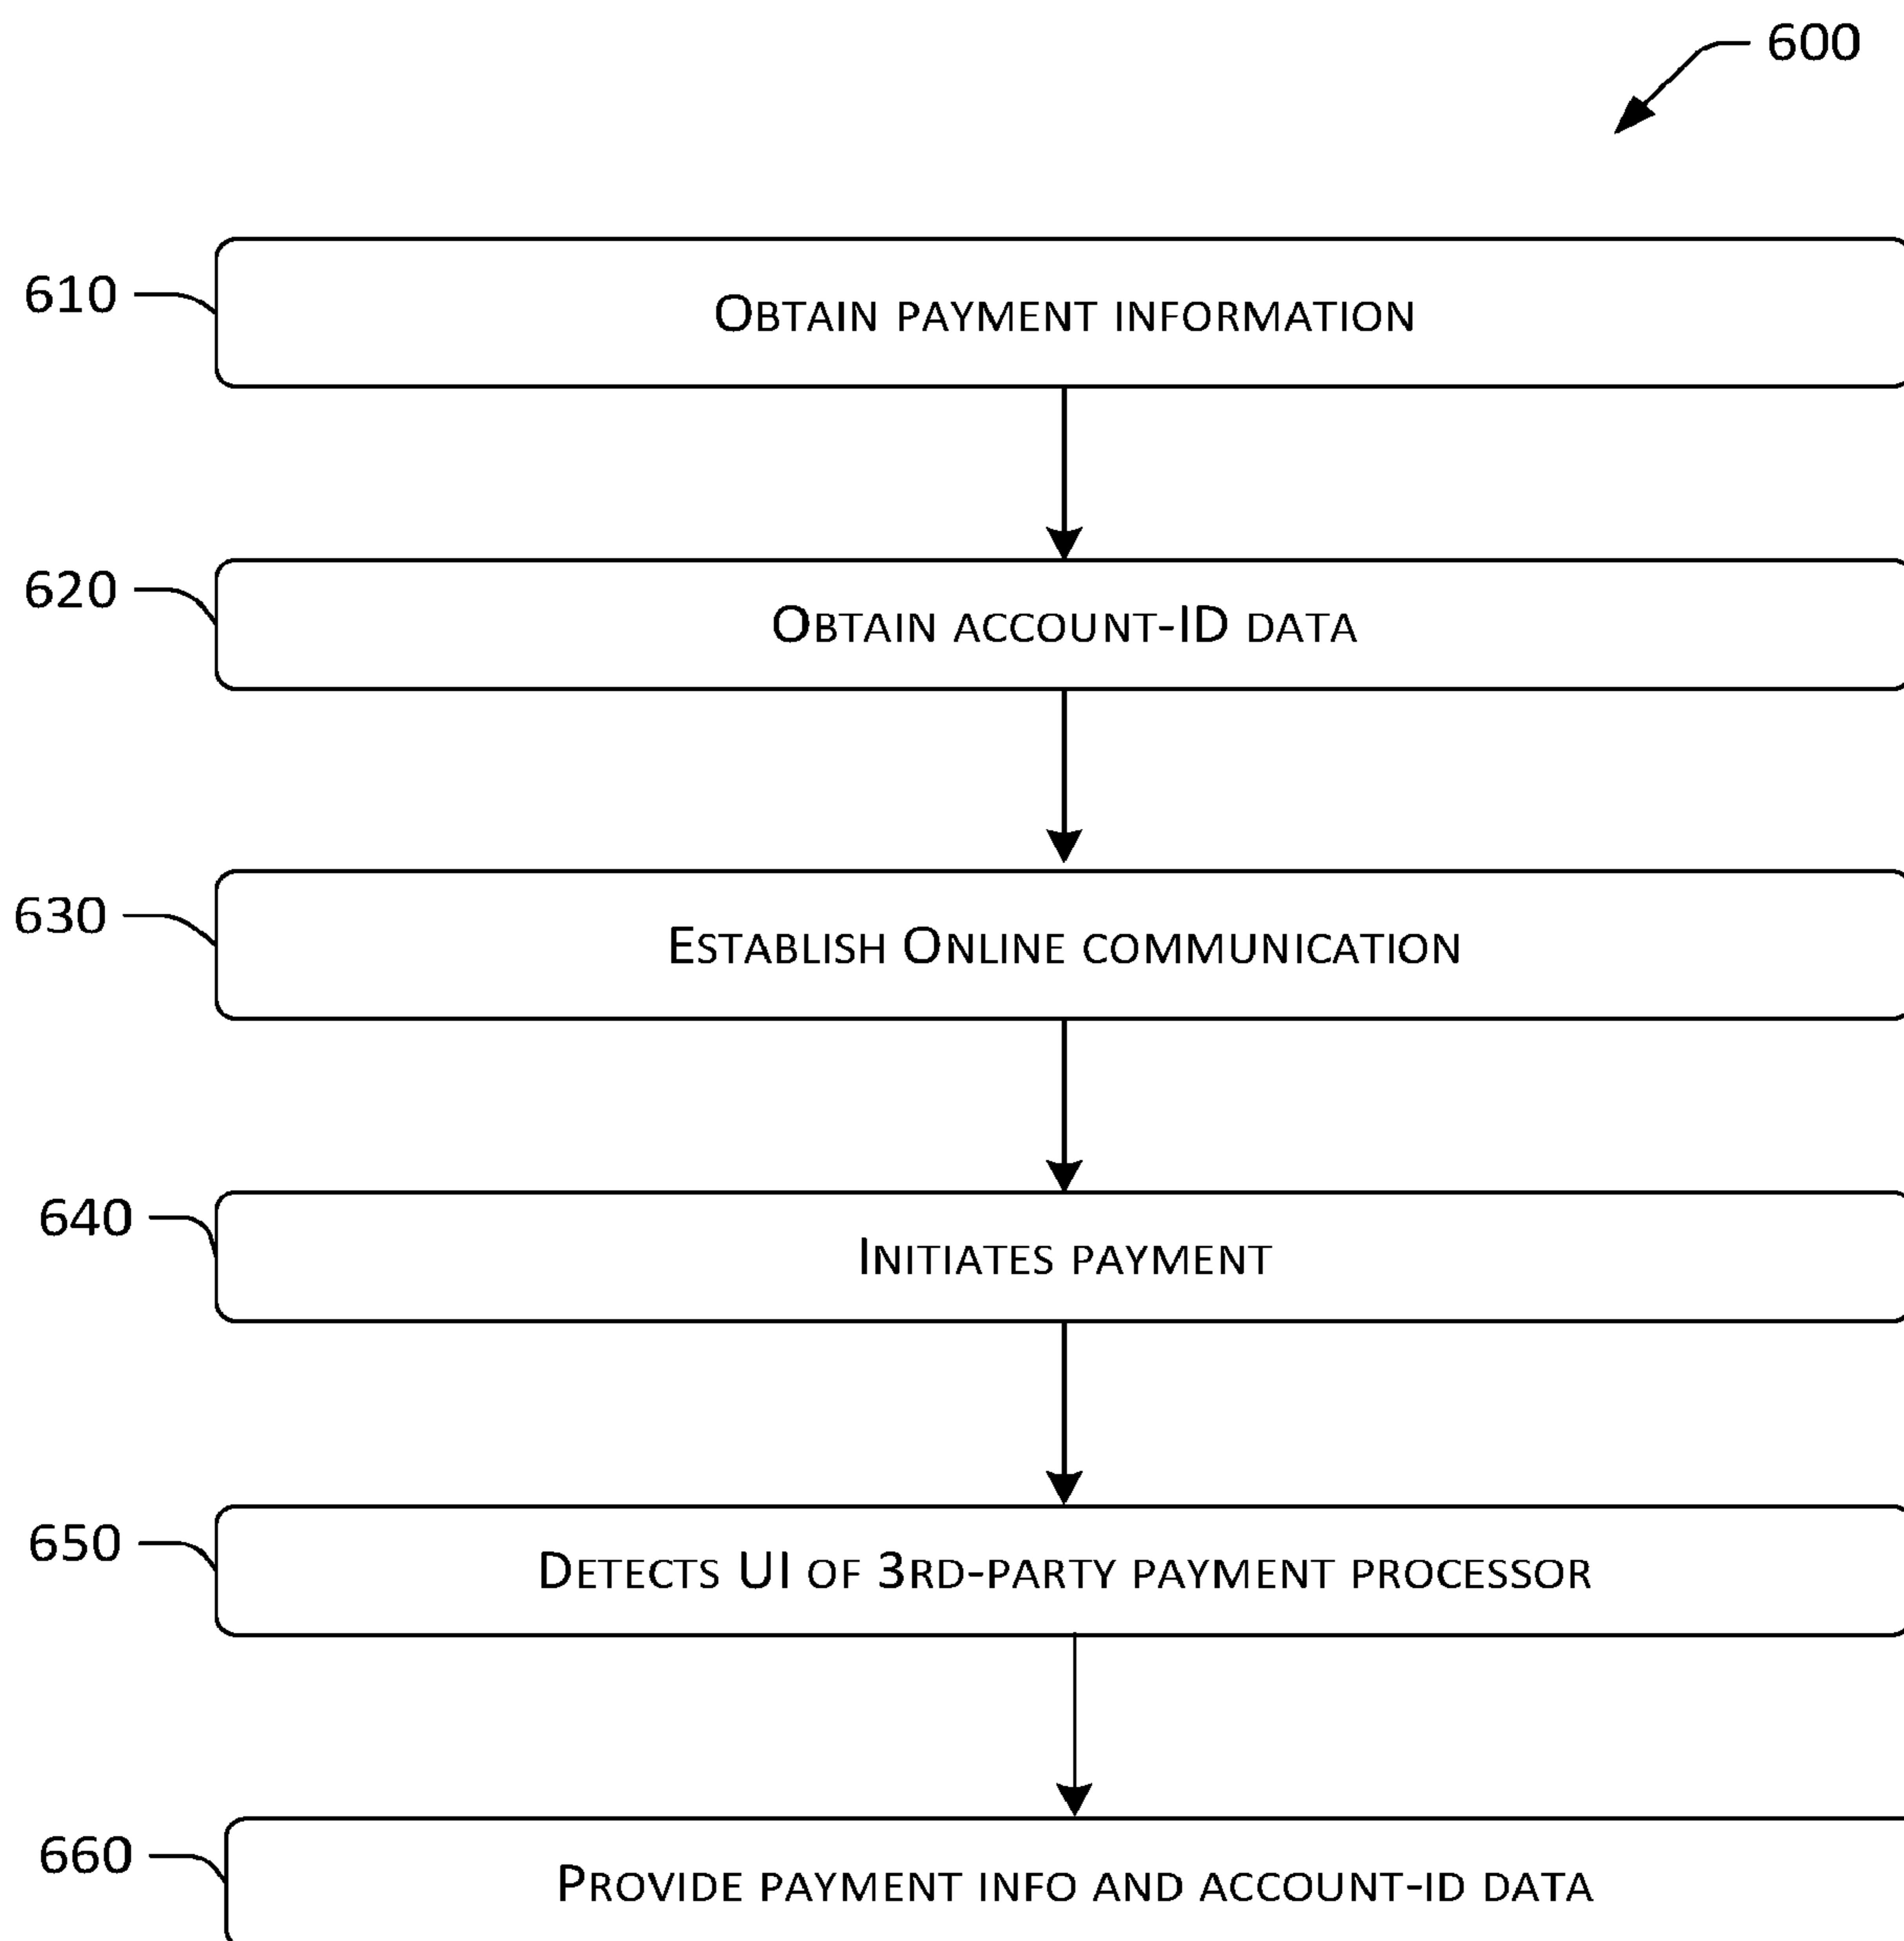 600
610
OBTAIN PAYMENT INFORMATION
620
OBTAIN ACCOUNT-ID DATA
630
ESTABLISH ONLINE COMMUNICATION
640
INITIATES PAYMENT
650
DETECTS UI OF 3RD-PARTY PAYMENT PROCESSOR
660
PROVIDE PAYMENT INFO AND ACCOUNT-ID DATA